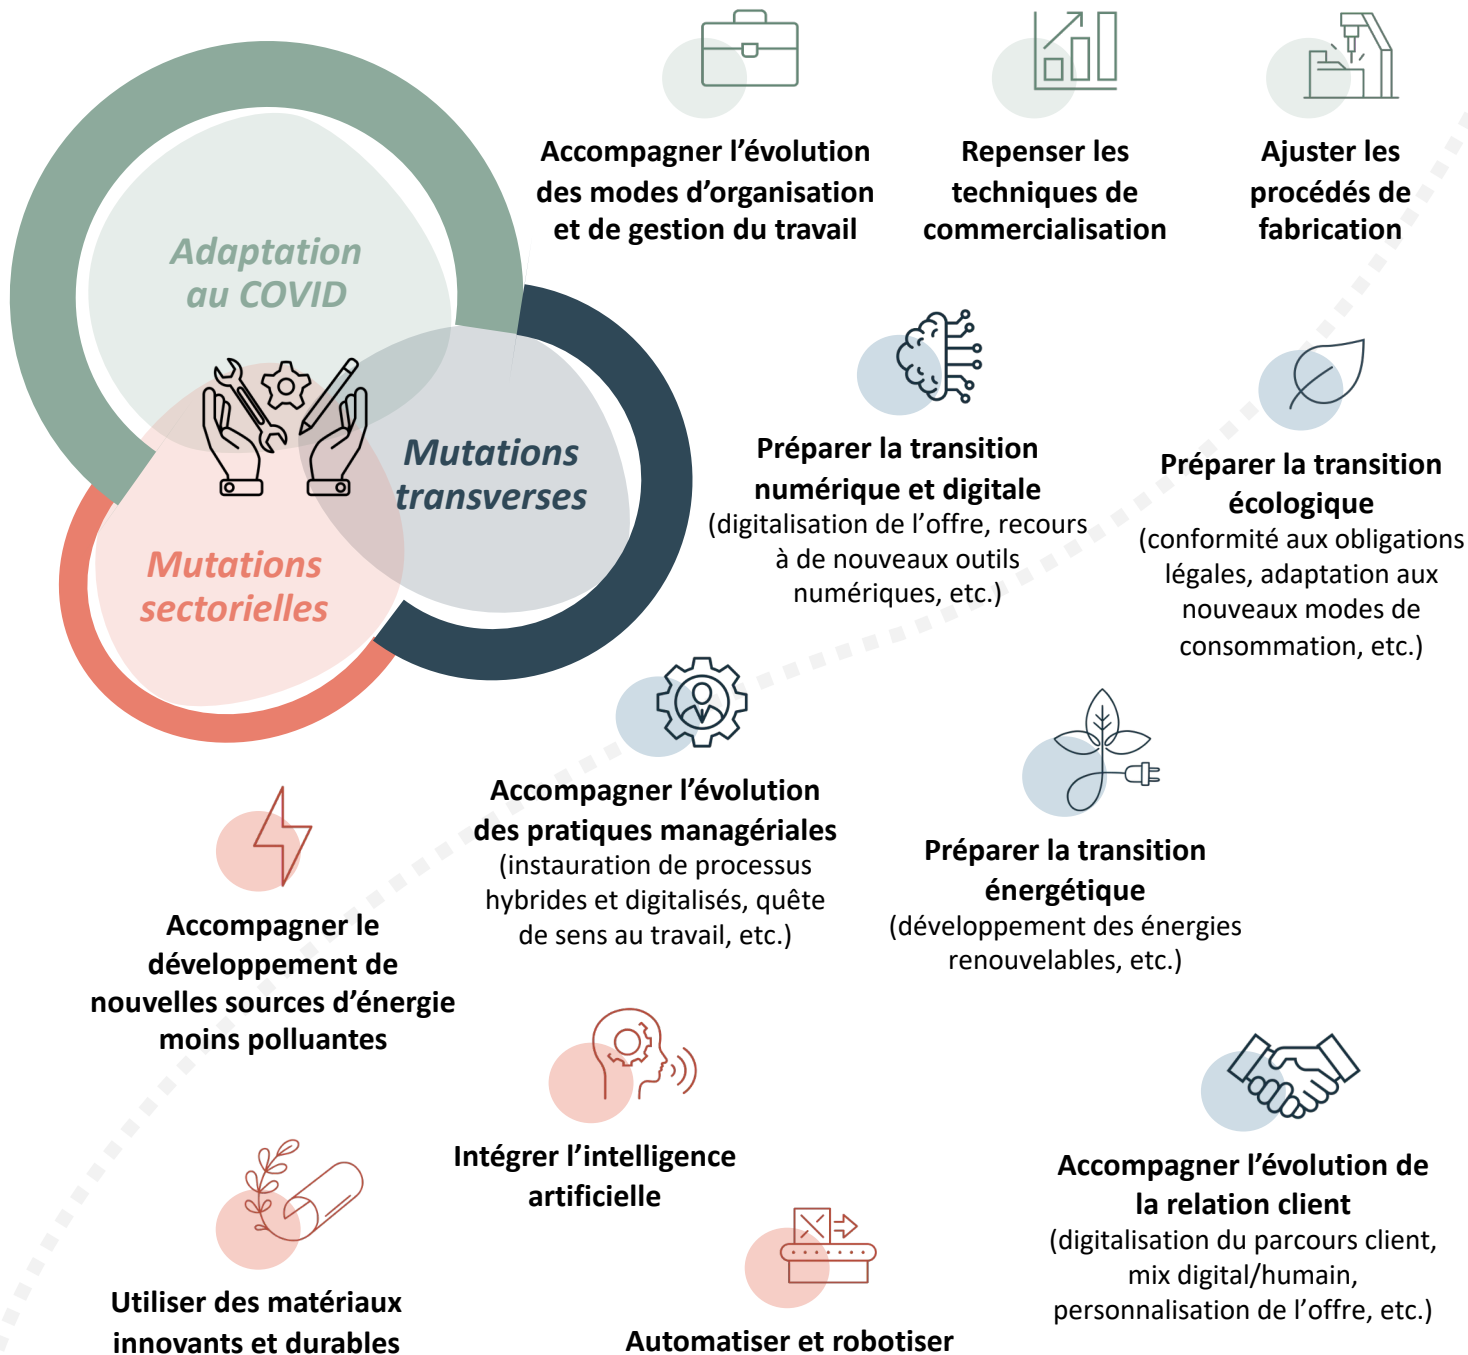 Adaptation
au COVID
Mutations
transverses
Mutations
sectorielles
Accompagner l’évolution
des modes d’organisation
et de gestion du travail
Repenser les
techniques de
commercialisation
Ajuster les
procédés de
fabrication
Préparer la transition
numérique et digitale
(digitalisation de l’offre, recours
à de nouveaux outils
numériques, etc.)
Préparer la transition
écologique
(conformité aux obligations
légales, adaptation aux
nouveaux modes de
consommation, etc.)
Accompagner l’évolution
des pratiques managériales
(instauration de processus
hybrides et digitalisés, quête
de sens au travail, etc.)
Préparer la transition
énergétique
(développement des énergies
renouvelables, etc.)
Accompagner le
développement de
nouvelles sources d’énergie
moins polluantes
Intégrer l’intelligence
artificielle
Accompagner l’évolution de
la relation client
(digitalisation du parcours client,
mix digital/humain,
personnalisation de l’offre, etc.)
Utiliser des matériaux
innovants et durables
Automatiser et robotiser